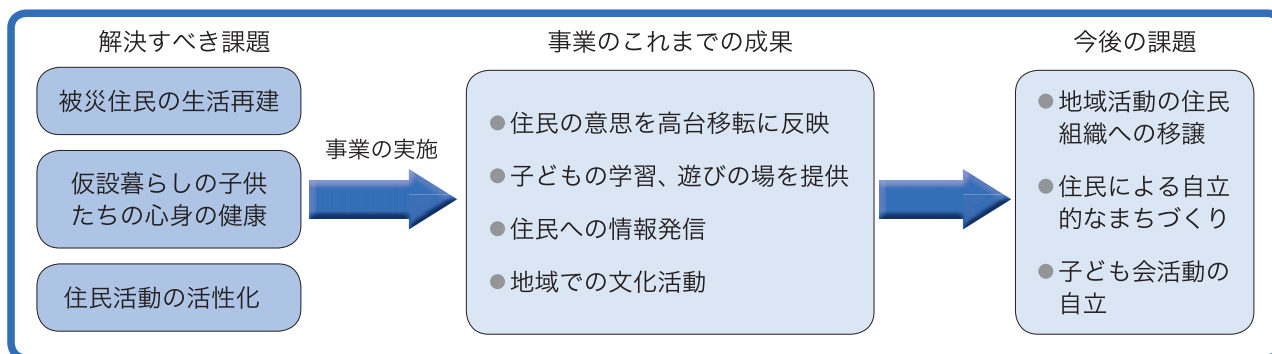 解決すべき課題
被災住民の生活再建
仮設暮らしの子供
たちの心身の健康
住民活動の活性化
事業の実施
事業のこれまでの成果
●住民の意思を高台移転に反映
●子どもの学習、遊びの場を提供
●住民への情報発信
●地域での文化活動
今後の課題
●地域活動の住民
組織への移譲
●住民による自立
的なまちづくり
●子ども会活動の
自立